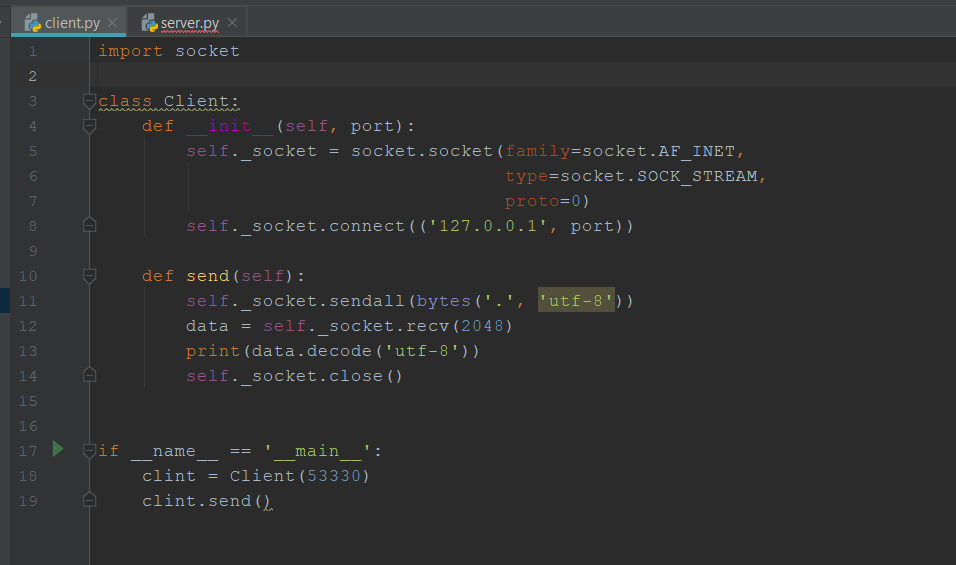 client.py server.py
1 import socket
2
3 class Client:
4     def __init__(self, port):
5         self._socket = socket.socket(family=socket.AF_INET,
6                                      type=socket.SOCK_STREAM,
7                                      proto=0)
8         self._socket.connect(('127.0.0.1', port))
9
10     def send(self):
11         self._socket.sendall(bytes('.', 'utf-8'))
12         data = self._socket.recv(2048)
13         print(data.decode('utf-8'))
14         self._socket.close()
15
16
17 if __name__ == '__main__':
18     clint = Client(53330)
19     clint.send()